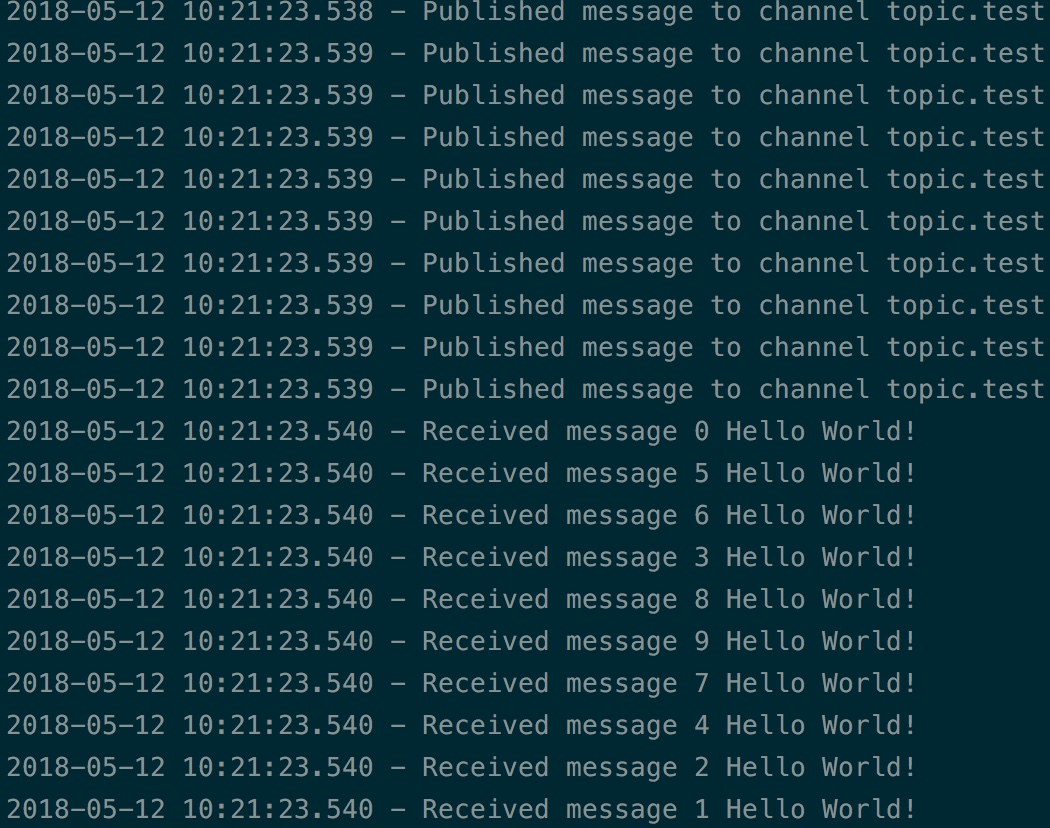 2018-05-12 10:21:23.538 - Published message to channel topic.test
2018-05-12 10:21:23.539 - Published message to channel topic.test
2018-05-12 10:21:23.539 - Published message to channel topic.test
2018-05-12 10:21:23.539 - Published message to channel topic.test
2018-05-12 10:21:23.539 - Published message to channel topic.test
2018-05-12 10:21:23.539 - Published message to channel topic.test
2018-05-12 10:21:23.539 - Published message to channel topic.test
2018-05-12 10:21:23.539 - Published message to channel topic.test
2018-05-12 10:21:23.539 - Published message to channel topic.test
2018-05-12 10:21:23.539 - Published message to channel topic.test
2018-05-12 10:21:23.540 - Received message 0 Hello World!
2018-05-12 10:21:23.540 - Received message 5 Hello World!
2018-05-12 10:21:23.540 - Received message 6 Hello World!
2018-05-12 10:21:23.540 - Received message 3 Hello World!
2018-05-12 10:21:23.540 - Received message 8 Hello World!
2018-05-12 10:21:23.540 - Received message 9 Hello World!
2018-05-12 10:21:23.540 - Received message 7 Hello World!
2018-05-12 10:21:23.540 - Received message 4 Hello World!
2018-05-12 10:21:23.540 - Received message 2 Hello World!
2018-05-12 10:21:23.540 - Received message 1 Hello World!